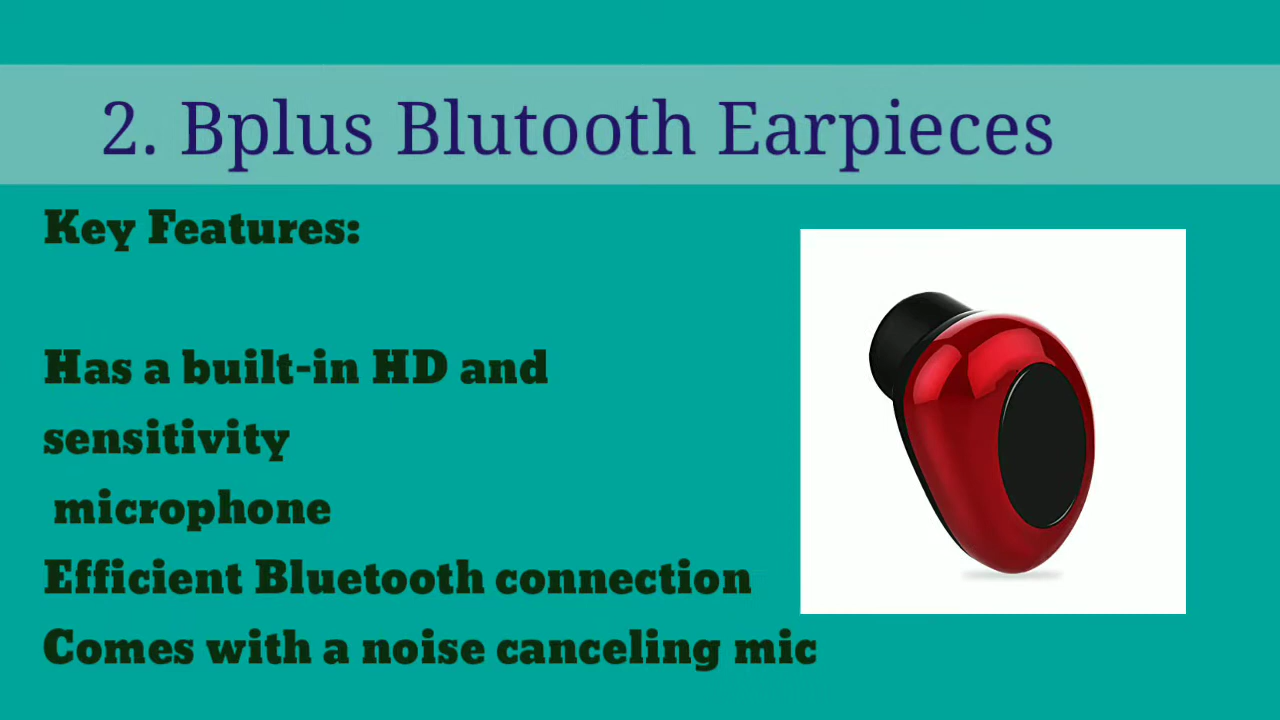 2. Bplus Blutooth Earpieces
Key Features:
Has a built-in HD and
sensitivity
microphone
Efficient Bluetooth connection
Comes with a noise canceling mic